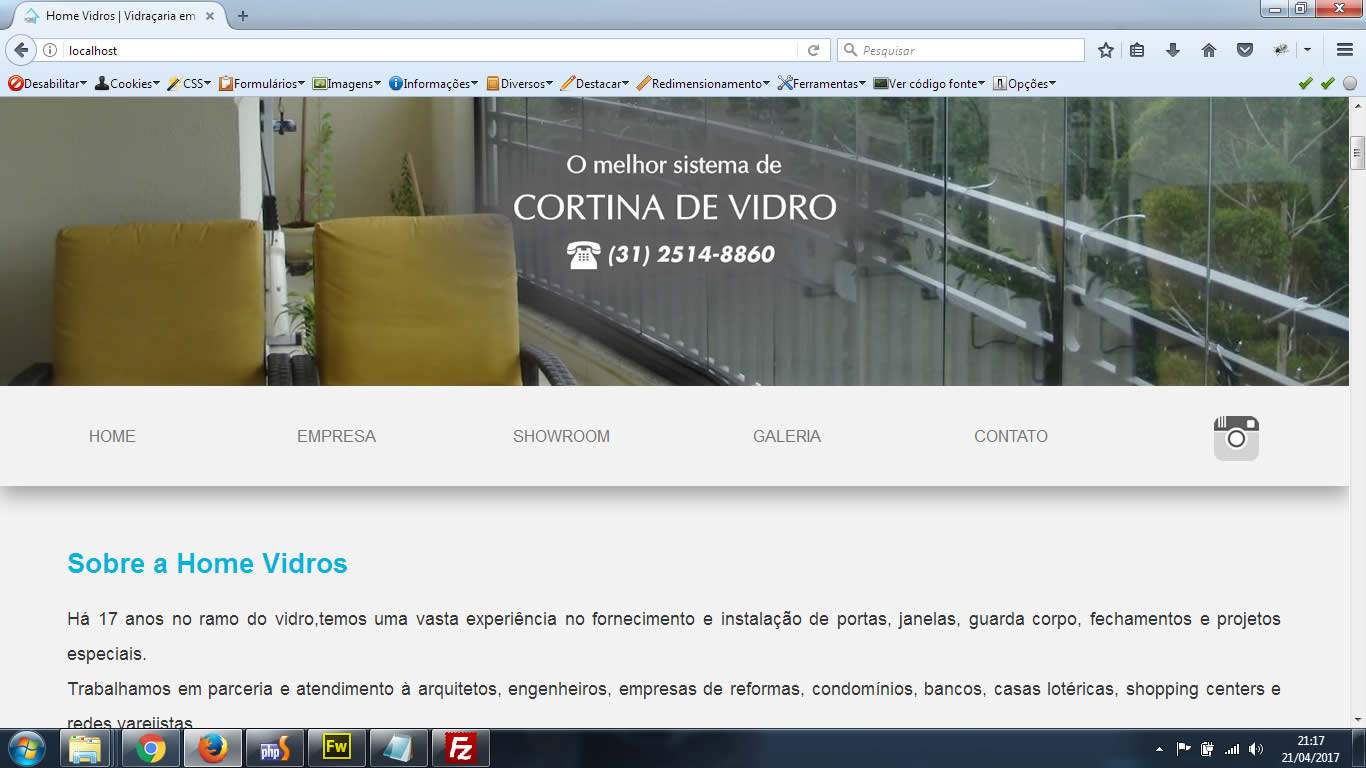 Home Vidros | Vidraçaria em
localhost
Pesquisar
Desabilitar Cookies CSS Formulários Imagens Informações Diversos Destacar Redimensionamento Ferramentas Ver código fonte Opções
O melhor sistema de
CORTINA DE VIDRO
(31) 2514-8860
HOME EMPRESA SHOWROOM GALERIA CONTATO
Sobre a Home Vidros
Há 17 anos no ramo do vidro,temos uma vasta experiência no fornecimento e instalação de portas, janelas, guarda corpo, fechamentos e projetos
especiais.
Trabalhamos em parceria e atendimento à arquitetos, engenheiros, empresas de reformas, condomínios, bancos, casas lotéricas, shopping centers e
redes varejistas
php Fw Fz
21:17
21/04/2017